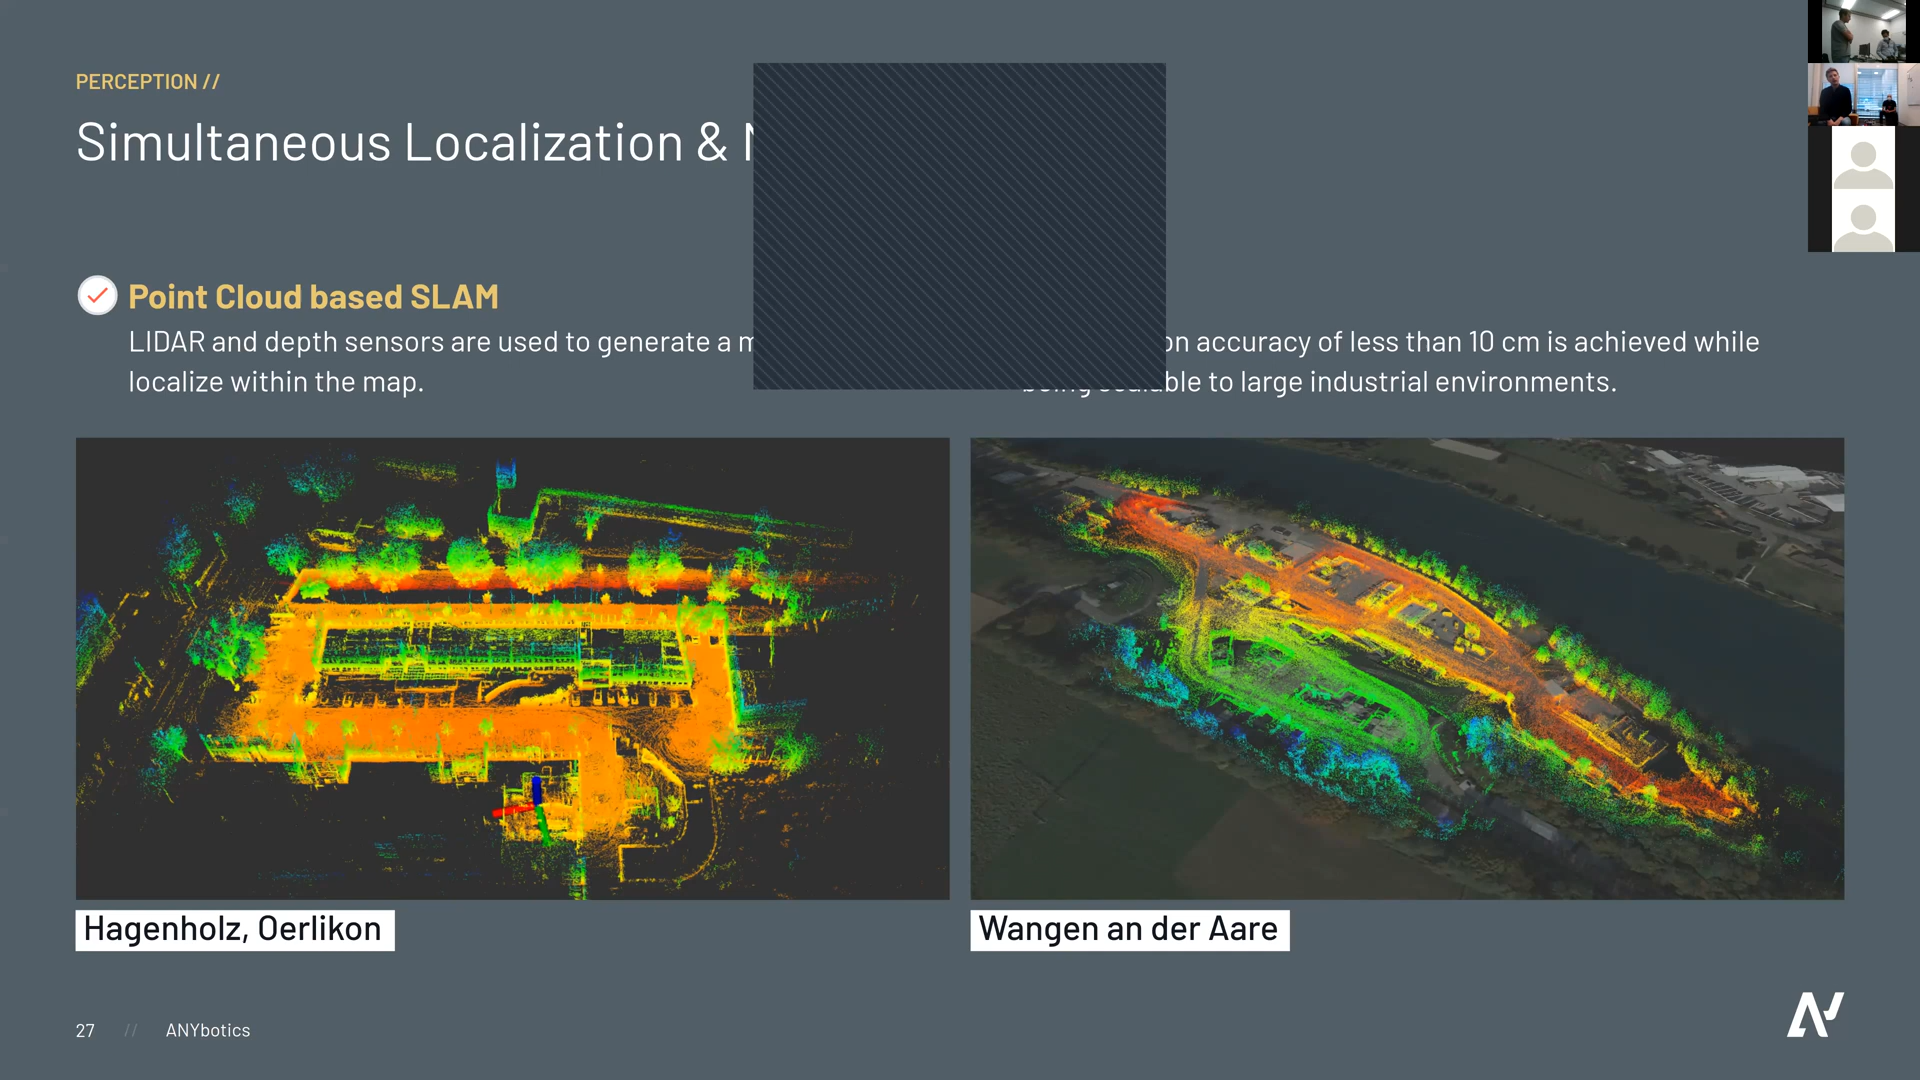 PERCEPTION //
Simultaneous Localization &
Point Cloud based SLAM
LIDAR and depth sensors are used to generate a
localize within the map.
accuracy of less than 10 cm is achieved while
to large industrial environments.
Hagenholz, Oerlikon
Wangen an der Aare
27 // ANYbotics